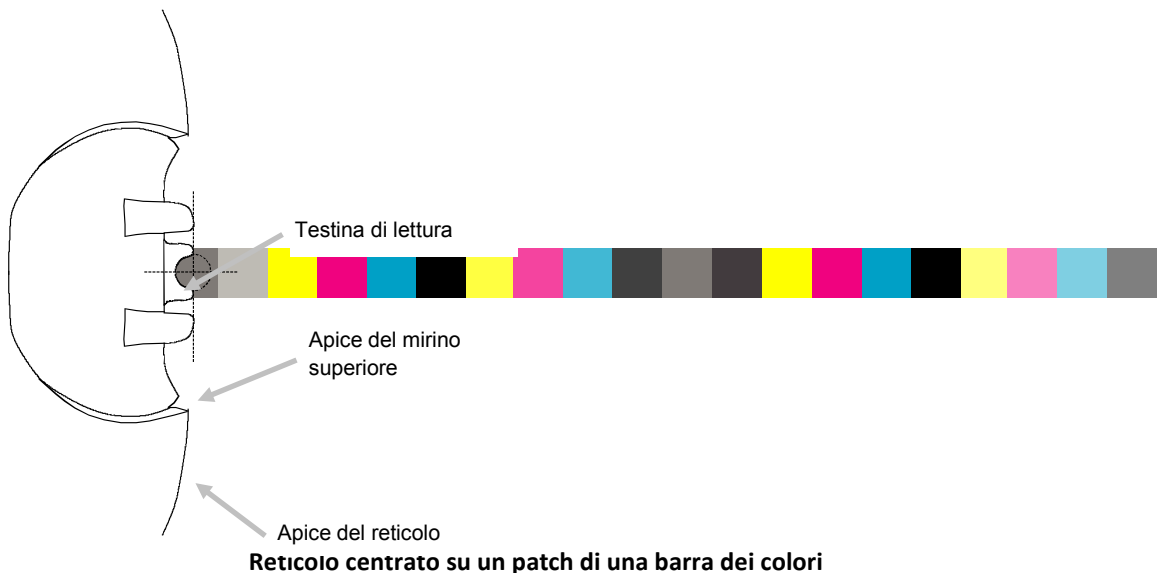 Testina di lettura
Apice del mirino
superiore
Apice del reticolo
Reticolo centrato su un patch di una barra dei colori